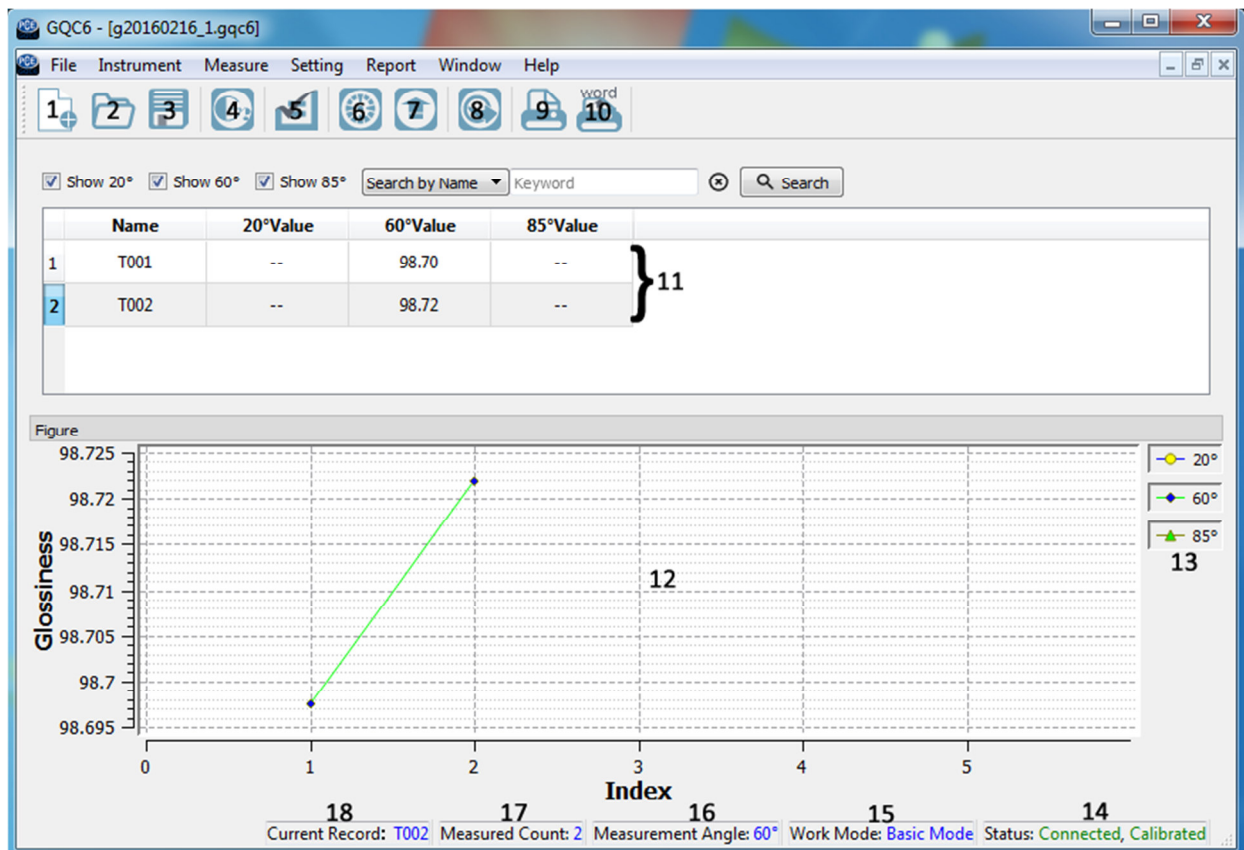 PCE GQC6 - [g20160216_1.gqc6]
PCE File Instrument Measure Setting Report Window Help
word
1 2 3 4 5 6 7 8 9 10
Show 20° Show 60° Show 85° Search by Name Keyword Search
Name 20°Value 60°Value 85°Value
1 T001 -- 98.70 --
11
2 T002 -- 98.72 --
Figure
98.725
20°
98.72
60°
98.715
85°
13
12
98.71
98.705
98.7
98.695
Glossiness
0 1 2 3 4 5
Index
18 17 16 15 14
Current Record: T002 Measured Count: 2 Measurement Angle: 60° Work Mode: Basic Mode Status: Connected, Calibrated